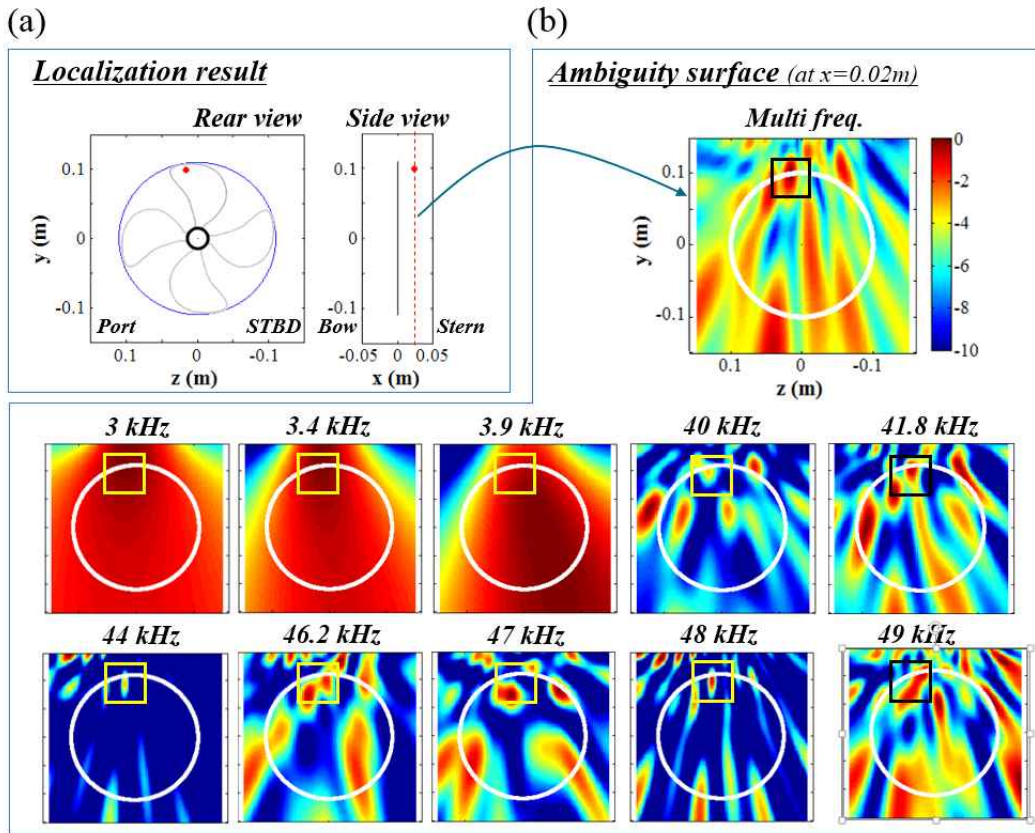 (a)
(b)
Localization result
Ambiguity surface (at x=0.02m)
Rear view
Side view
Multi freq.
y (m)
0.1
0
-0.1
Port
STBD
0.1
0
-0.1
z (m)
0.1
0
-0.1
Bow
Stern
-0.05
0
0.05
x (m)
y (m)
0.1
0
-0.1
0.1
0
-0.1
z (m)
0
-2
-4
-6
-8
-10
3 kHz
3.4 kHz
3.9 kHz
40 kHz
41.8 kHz
44 kHz
46.2 kHz
47 kHz
48 kHz
49 kHz